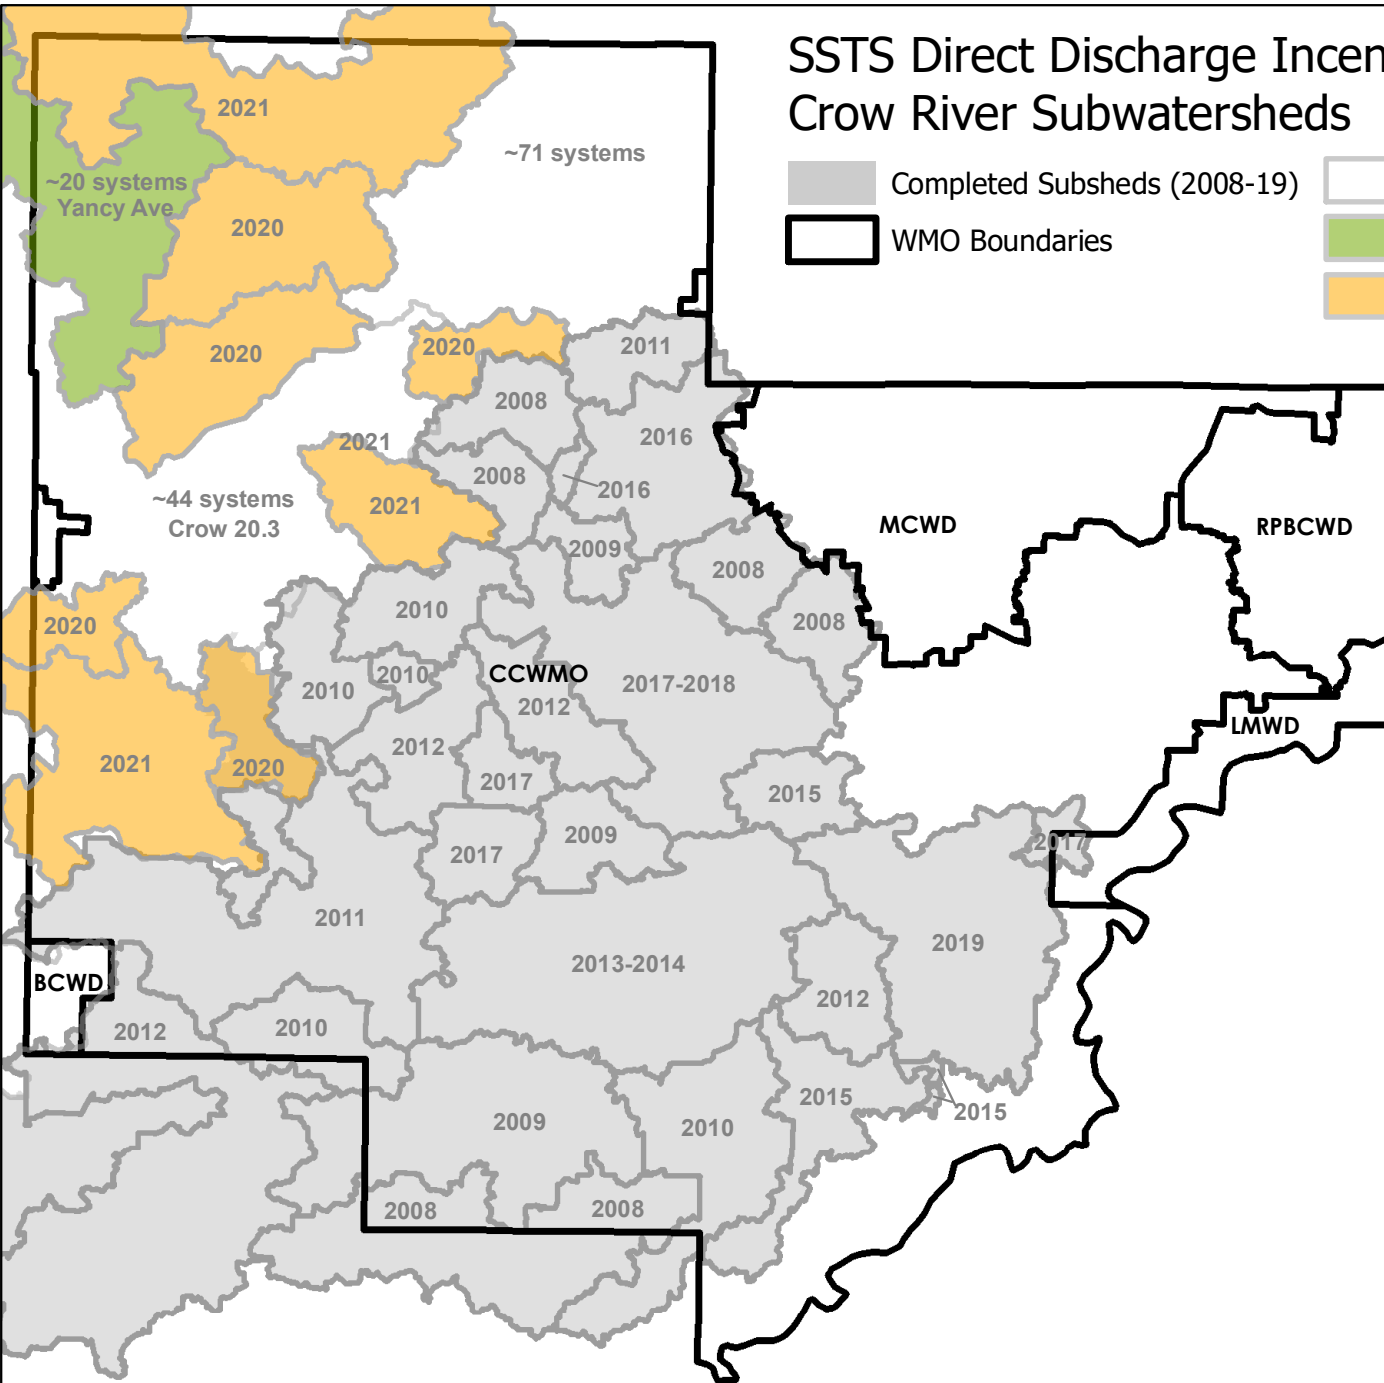 SSTS Direct Discharge Incen
Crow River Subwatersheds
Completed Subsheds (2008-19)
WMO Boundaries
2021
~71 systems
~20 systems
Yancy Ave
2020
2020
2020
2011
2008
2021
2016
2008
2016
2021
~44 systems
Crow 20.3
MCWD
RPBCWD
2009
2008
2010
2020
2008
2010
CCWMO
2010
2017-2018
2012
LMWD
2012
2021
2020
2017
2015
2009
2017
2017
2011
2019
2013-2014
BCWD
2012
2010
2012
2015
2015
2009
2010
2008
2008